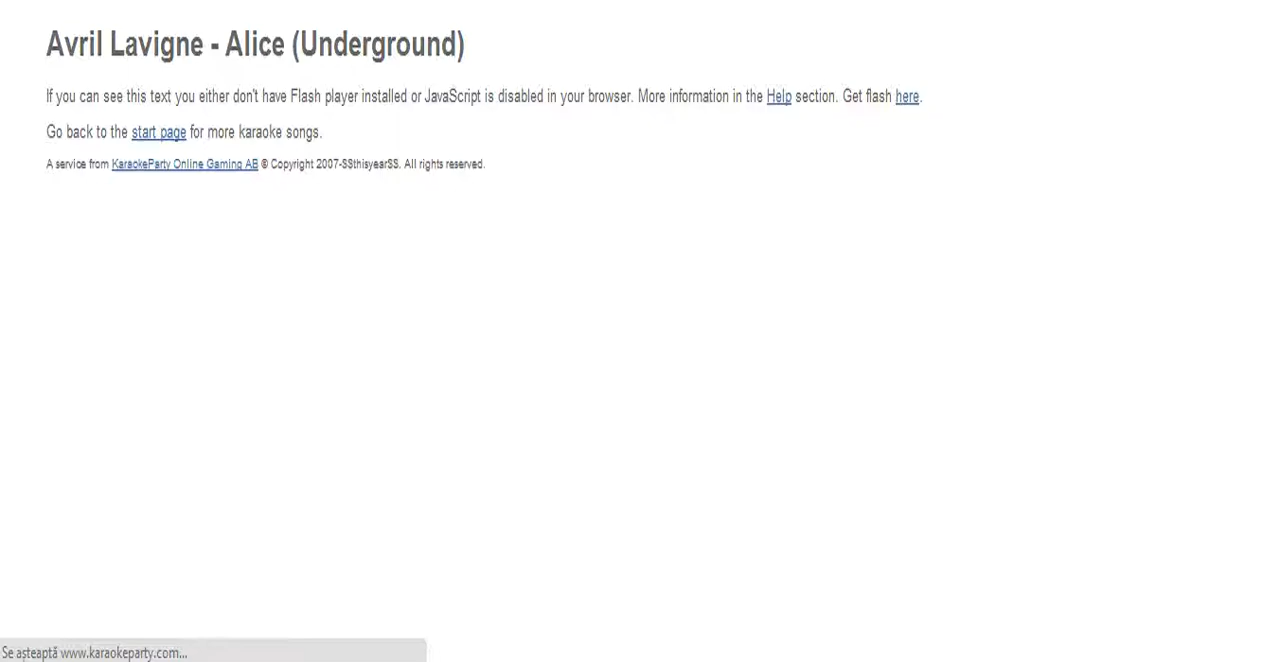 Avril Lavigne - Alice (Underground)
If you can see this text you either don't have Flash player installed or JavaScript is disabled in your browser. More information in the Help section. Get flash here.
Go back to the start page for more karaoke songs.
A service from KaraokeParty Online Gaming AB © Copyright 2007-$$thisyear$$. All rights reserved.
Se așteaptă www.karaokeparty.com...